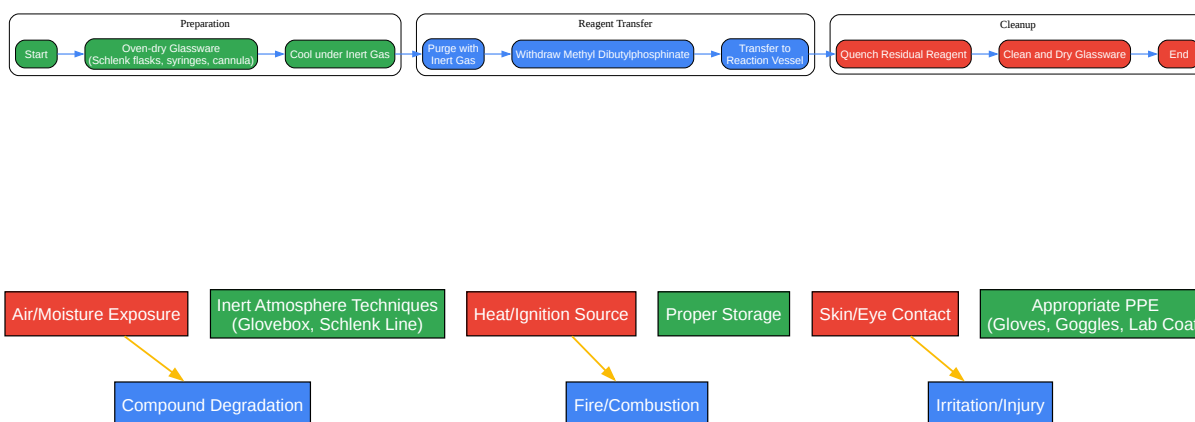 Preparation
Start
Oven-dry Glassware
(Schlenk flasks, syringes, cannula)
Cool under Inert Gas
Reagent Transfer
Purge with
Inert Gas
Withdraw Methyl Dibutylphosphinate
Transfer to
Reaction Vessel
Cleanup
Quench Residual Reagent
Clean and Dry Glassware
End
Air/Moisture Exposure
Inert Atmosphere Techniques
(Glovebox, Schlenk Line)
Heat/Ignition Source
Proper Storage
Skin/Eye Contact
Appropriate PPE
(Gloves, Goggles, Lab Coat
Compound Degradation
Fire/Combustion
Irritation/Injury